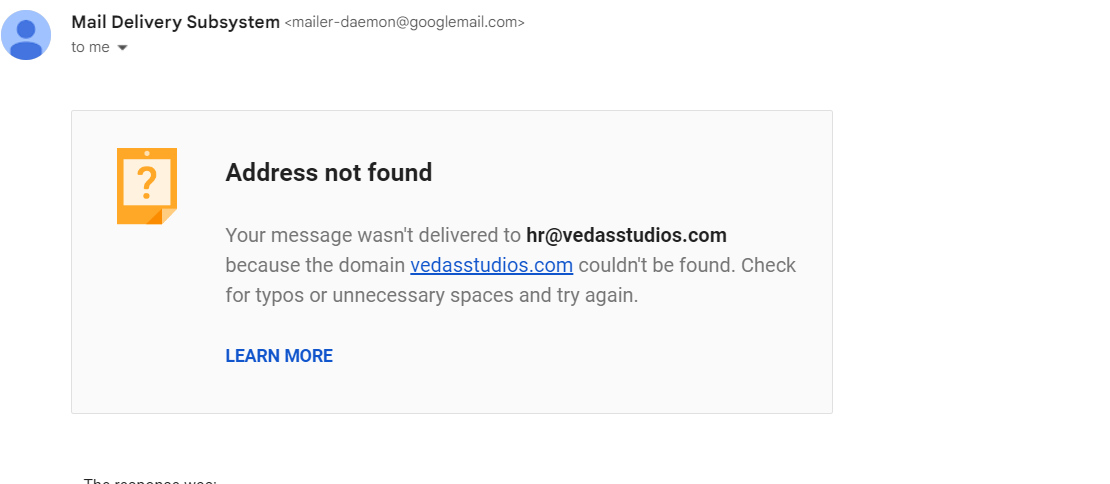 Mail Delivery Subsystem <mailer-daemon@googlemail.com>
to me
?
Address not found
Your message wasn't delivered to hr@vedasstudios.com
because the domain vedasstudios.com couldn't be found. Check
for typos or unnecessary spaces and try again.
LEARN MORE
The response was: